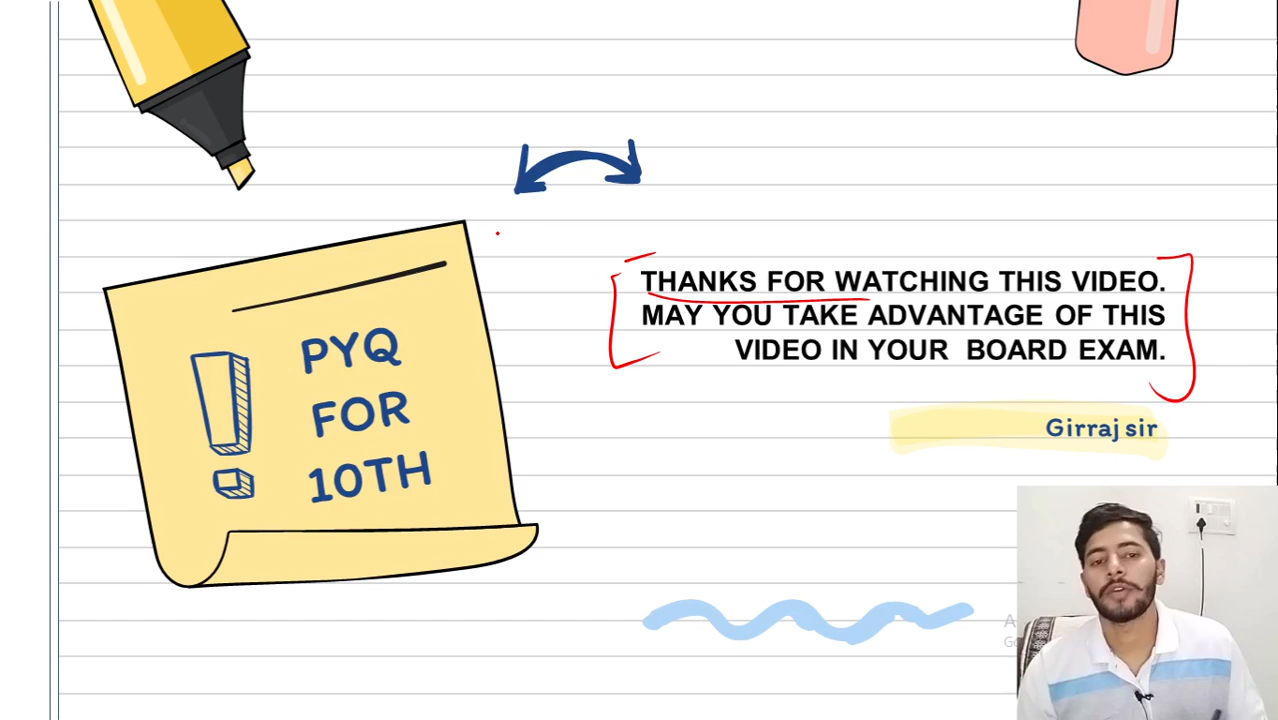 PYQ
FOR
10TH
THANKS FOR WATCHING THIS VIDEO.
MAY YOU TAKE ADVANTAGE OF THIS
VIDEO IN YOUR BOARD EXAM.
Girraj sir